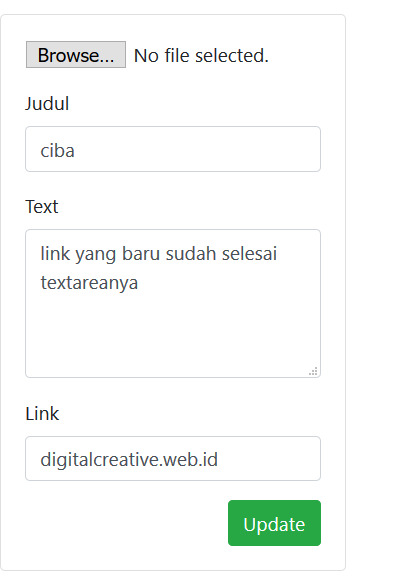 Browse... No file selected.
Judul
ciba
Text
link yang baru sudah selesai
textareanya
Link
digitalcreative.web.id
Update